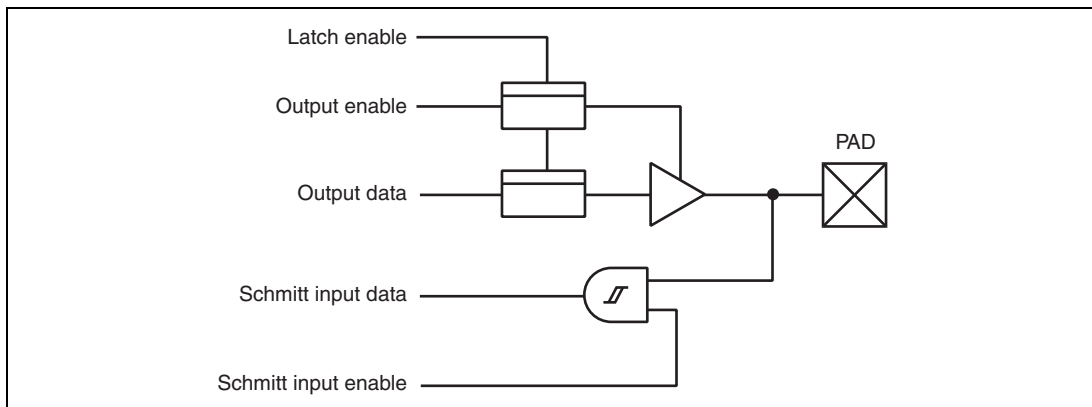 Latch enable
Output enable
PAD
Output data
Schmitt input data
Schmitt input enable